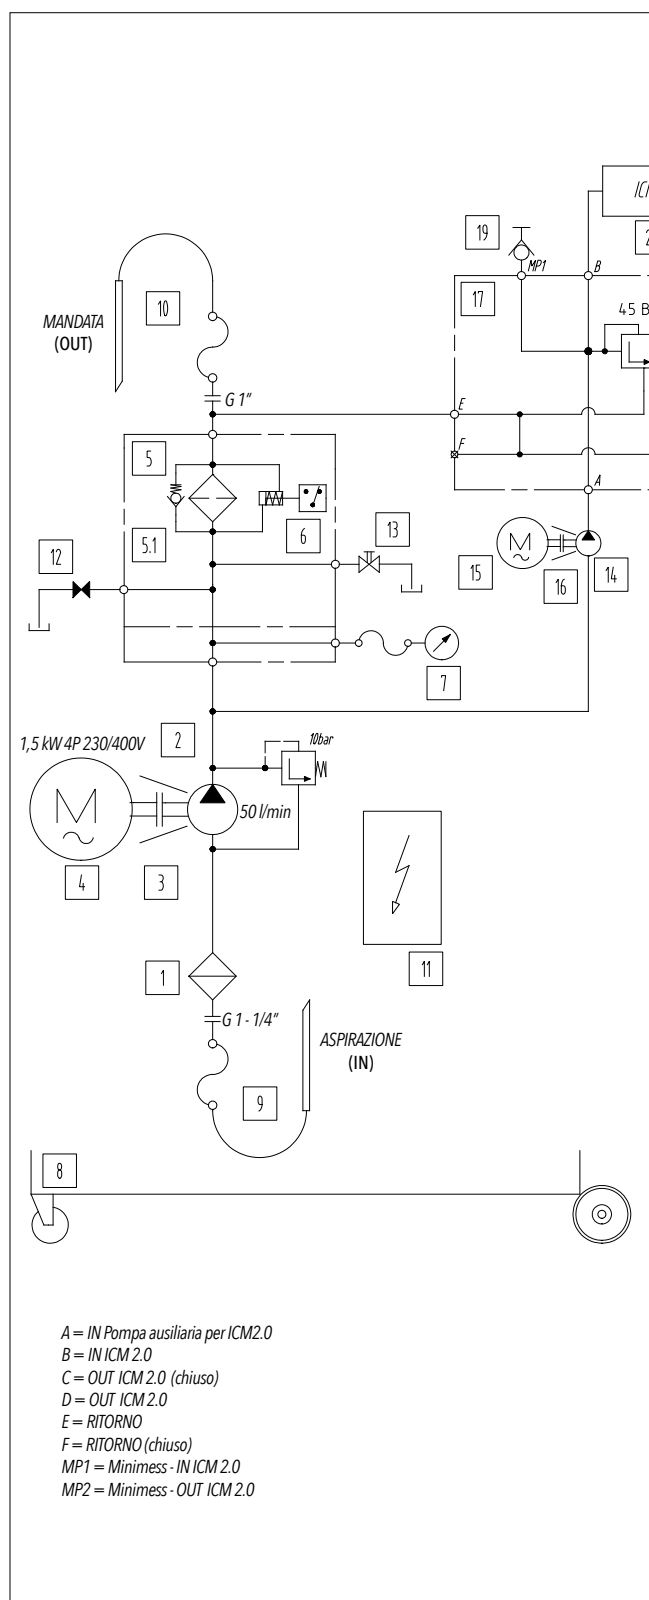 ICM
19
MP1
B
10
17
MANDATA
(OUT)
45 B
G 1"
E
5
F
A
6
13
5.1
12
M
15
16
14
7
2
1,5 kW 4P 230/400V
10bar
M
50 l/min
4
3
1
11
G 1 - 1/4"
ASPIRAZIONE
(IN)
9
8
A = IN Pompa ausiliaria per ICM2.0
B = IN ICM 2.0
C = OUT ICM 2.0 (chiuso)
D = OUT ICM 2.0
E = RITORNO
F = RITORNO (chiuso)
MP1 = Minimess - IN ICM 2.0
MP2 = Minimess - OUT ICM 2.0